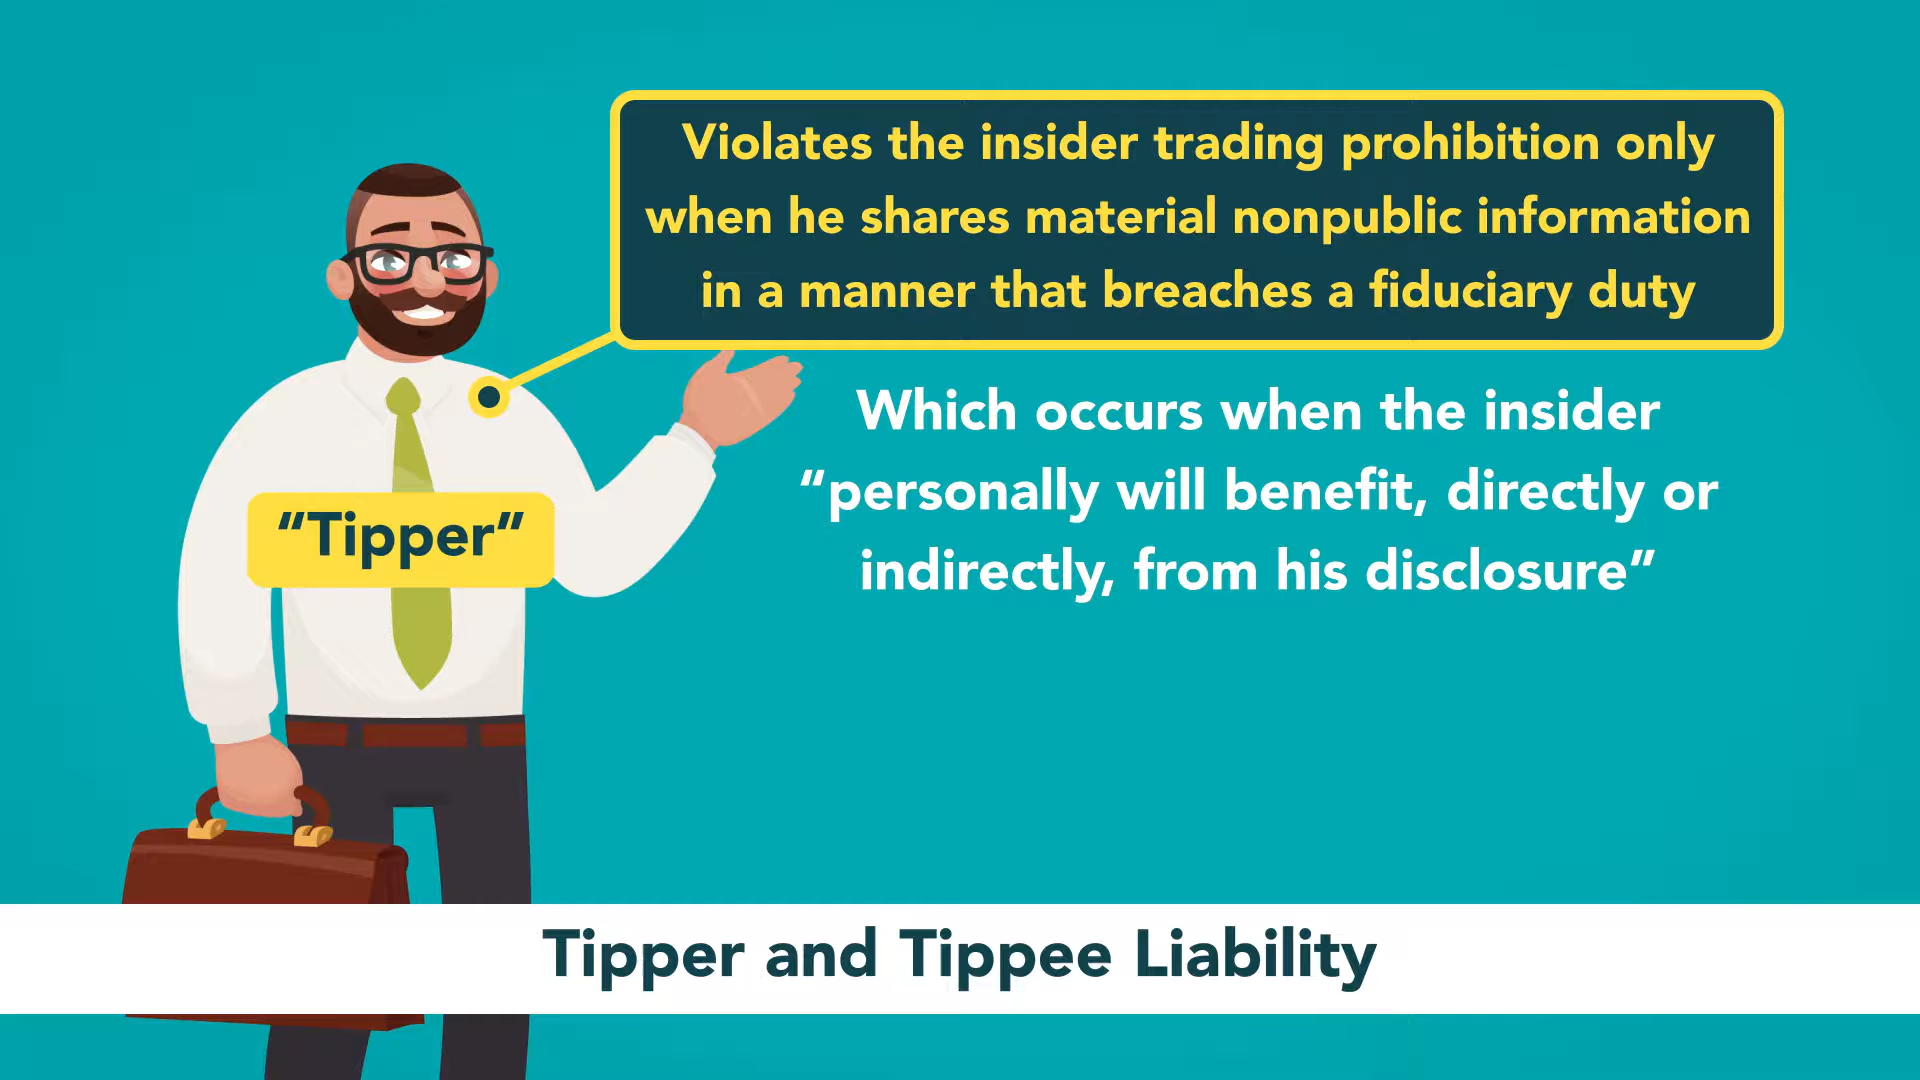 Violates the insider trading prohibition only
when he shares material nonpublic information
in a manner that breaches a fiduciary duty
Which occurs when the insider
“personally will benefit, directly or
indirectly, from his disclosure”
“Tipper”
Tipper and Tippee Liability